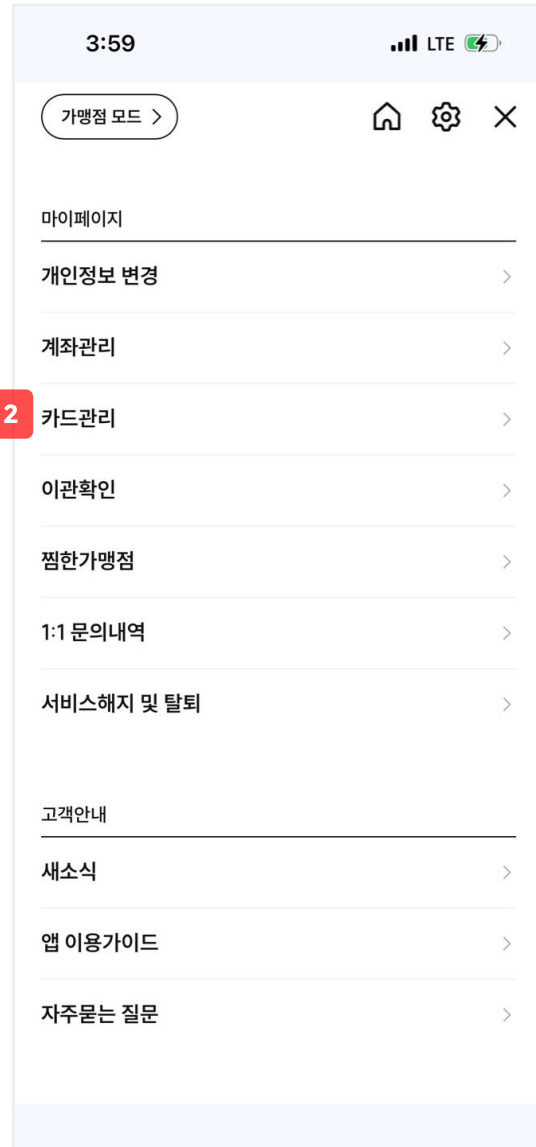 3:59 LTE
가맹점 모드
마이페이지
개인정보 변경
계좌관리
2 카드관리
이관확인
찜한가맹점
1:1 문의내역
서비스해지 및 탈퇴
고객안내
새소식
앱 이용가이드
자주묻는 질문